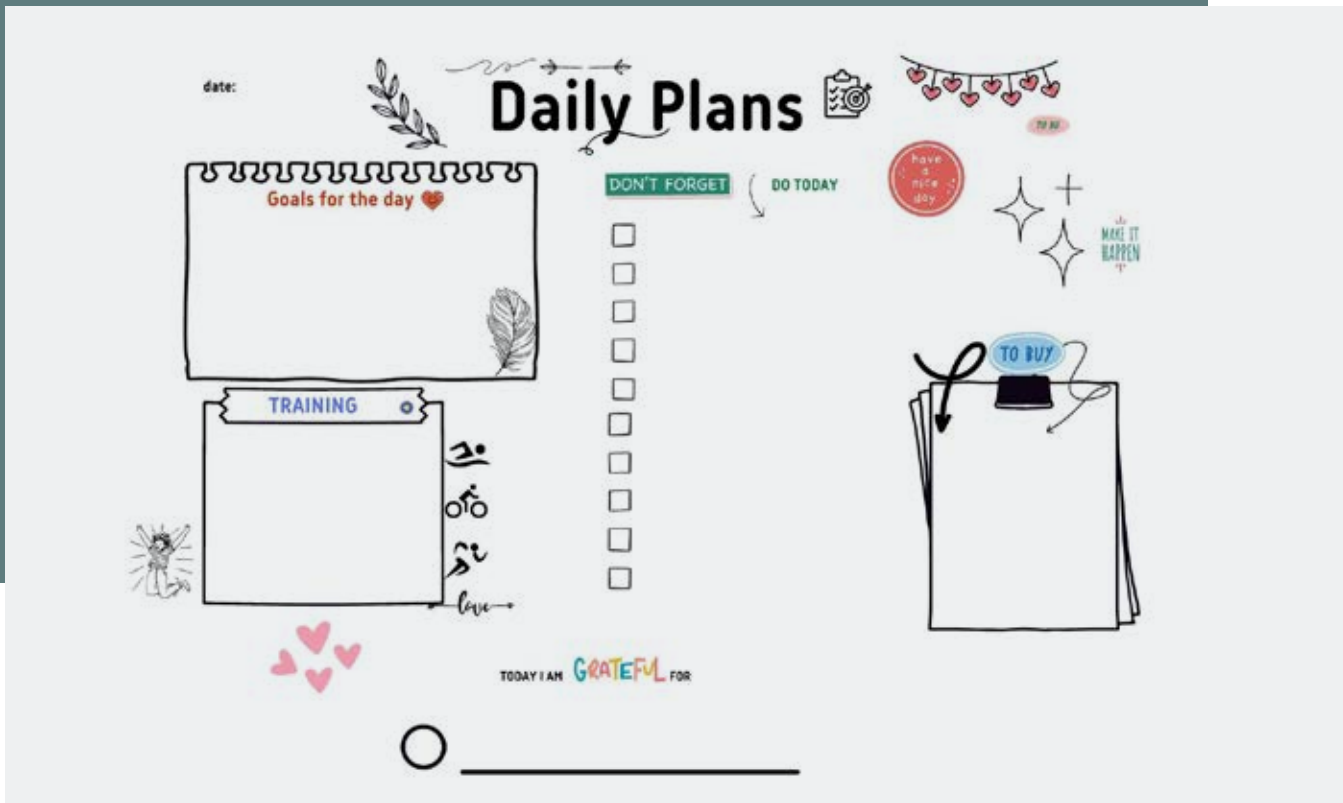 date:
Daily Plans
TO BUY
have
a
nice
day
Goals for the day
DON'T FORGET
DO TODAY
MAKE IT
HAPPEN
TO BUY
TRAINING
love
TODAY I AM GRATEFUL FOR